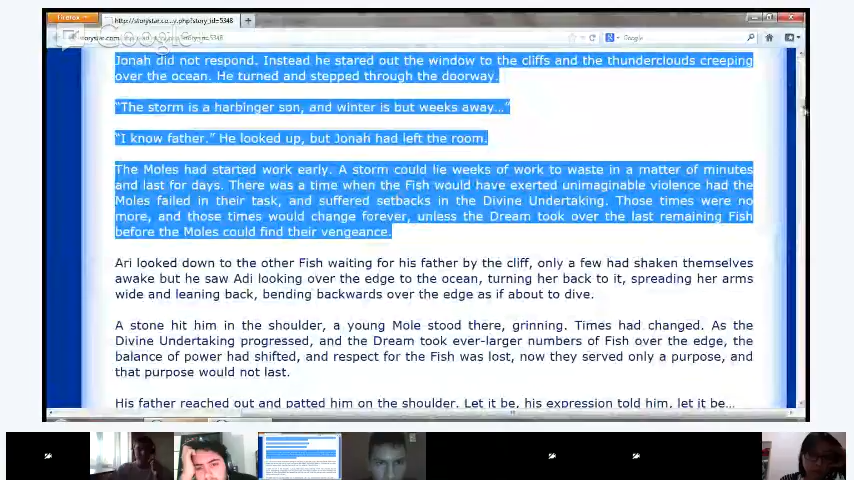 Firefox
http://storystar.co...y.php?story_id=5348
+
Google
Google
Jonah did not respond. Instead he stared out the window to the cliffs and the thunderclouds creeping
over the ocean. He turned and stepped through the doorway.
“The storm is a harbinger son, and winter is but weeks away…”
“I know father.” He looked up, but Jonah had left the room.
The Moles had started work early. A storm could lie weeks of work to waste in a matter of minutes
and last for days. There was a time when the Fish would have exerted unimaginable violence had the
Moles failed in their task, and suffered setbacks in the Divine Undertaking. Those times were no
more, and those times would change forever, unless the Dream took over the last remaining Fish
before the Moles could find their vengeance.
Ari looked down to the other Fish waiting for his father by the cliff, only a few had shaken themselves
awake but he saw Adi looking over the edge to the ocean, turning her back to it, spreading her arms
wide and leaning back, bending backwards over the edge as if about to dive.
A stone hit him in the shoulder, a young Mole stood there, grinning. Times had changed. As the
Divine Undertaking progressed, and the Dream took ever-larger numbers of Fish over the edge, the
balance of power had shifted, and respect for the Fish was lost, now they served only a purpose, and
that purpose would not last.
His father reached out and patted him on the shoulder. Let it be, his expression told him, let it be…